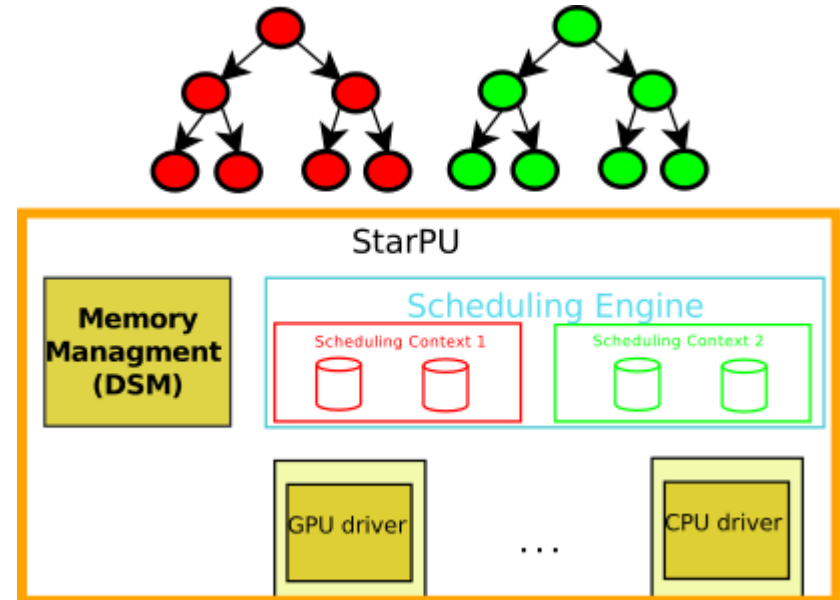 StarPU
Memory
Managment
(DSM)
Scheduling Engine
Scheduling Context 1
Scheduling Context 2
GPU driver
...
CPU driver